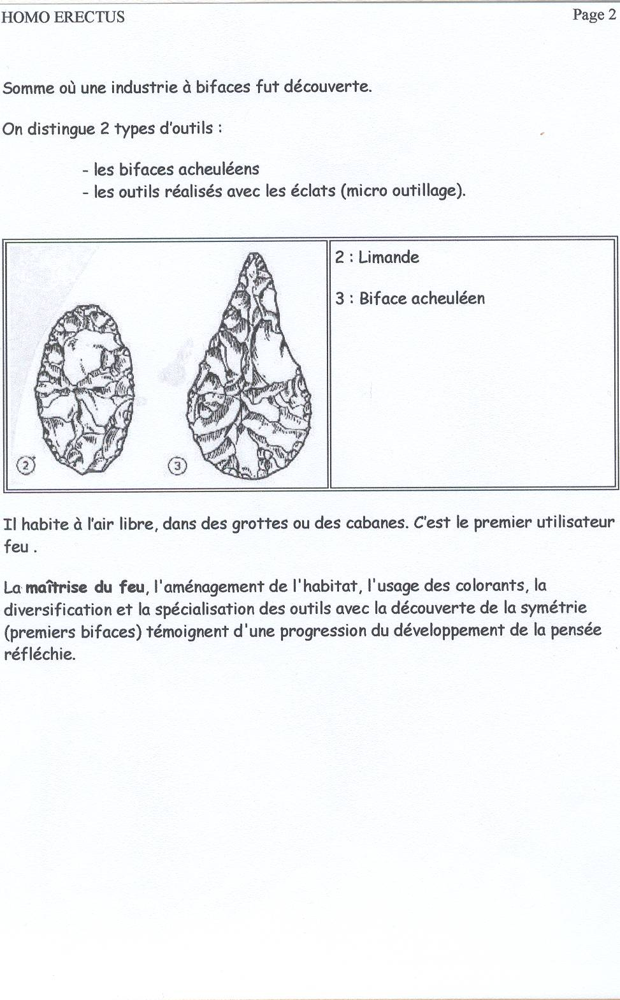 HOMO ERECTUS Page 2
Somme où une industrie à bifaces fut découverte.
On distingue 2 types d'outils :
- les bifaces acheuléens
- les outils réalisés avec les éclats (micro outillage).
2
3
2 : Limande
3 : Biface acheuléen
Il habite à l'air libre, dans des grottes ou des cabanes. C'est le premier utilisateur
feu .
La maîtrise du feu, l'aménagement de l'habitat, l'usage des colorants, la
diversification et la spécialisation des outils avec la découverte de la symétrie
(premiers bifaces) témoignent d'une progression du développement de la pensée
réfléchie.